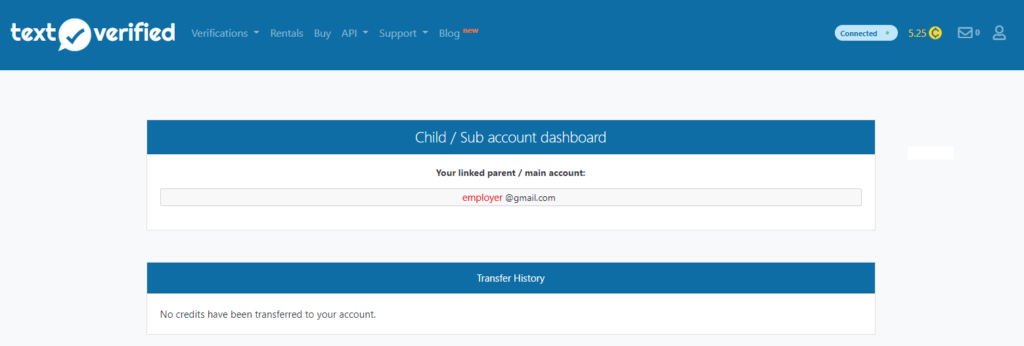 text verified
Verifications Rentals Buy API Support Blog new Connected 5.25 C 0
Child / Sub account dashboard
Your linked parent / main account:
employer @gmail.com
Transfer History
No credits have been transferred to your account.